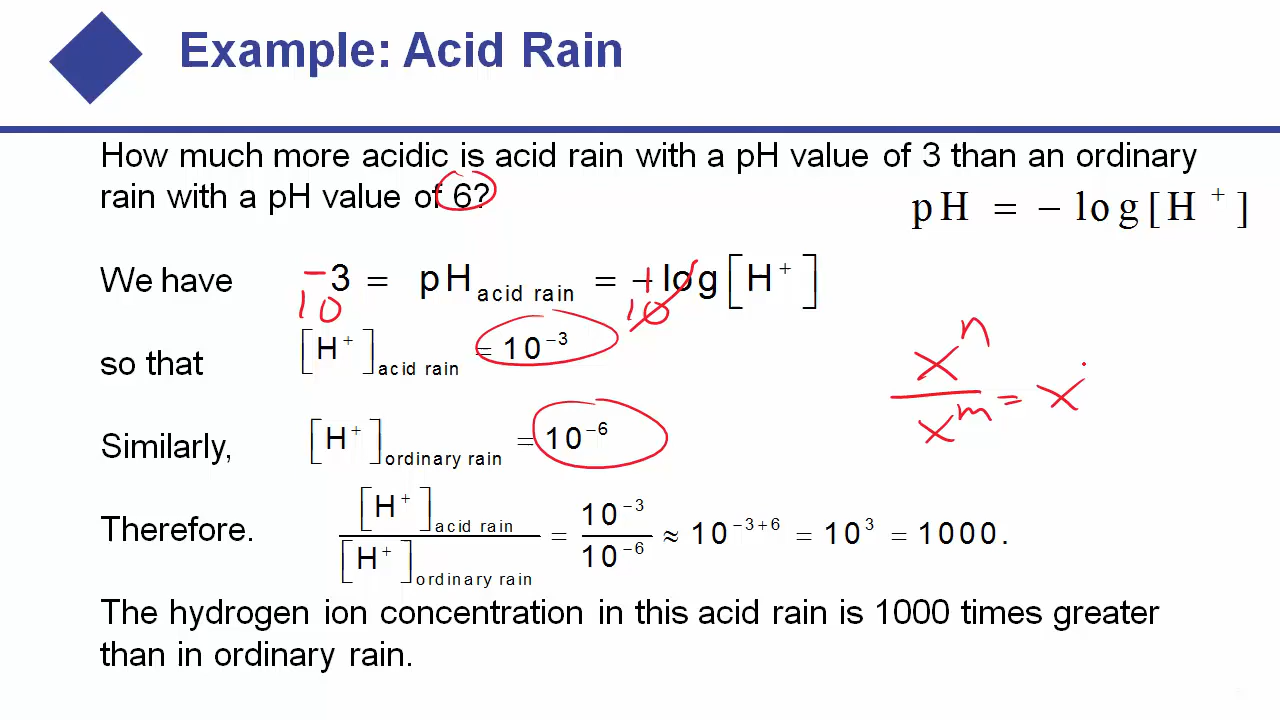 Example: Acid Rain
How much more acidic is acid rain with a pH value of 3 than an ordinary
rain with a pH value of 6?
pH = − log[H⁺]
We have −3 = pH acid rain = − log[H⁺]
10 10
so that [H⁺] acid rain = 10⁻³
xⁿ / xᵐ = x
Similarly, [H⁺] ordinary rain = 10⁻⁶
Therefore. [H⁺] acid rain / [H⁺] ordinary rain = 10⁻³ / 10⁻⁶ ≈ 10⁻³⁺⁶ = 10³ = 1000.
The hydrogen ion concentration in this acid rain is 1000 times greater
than in ordinary rain.